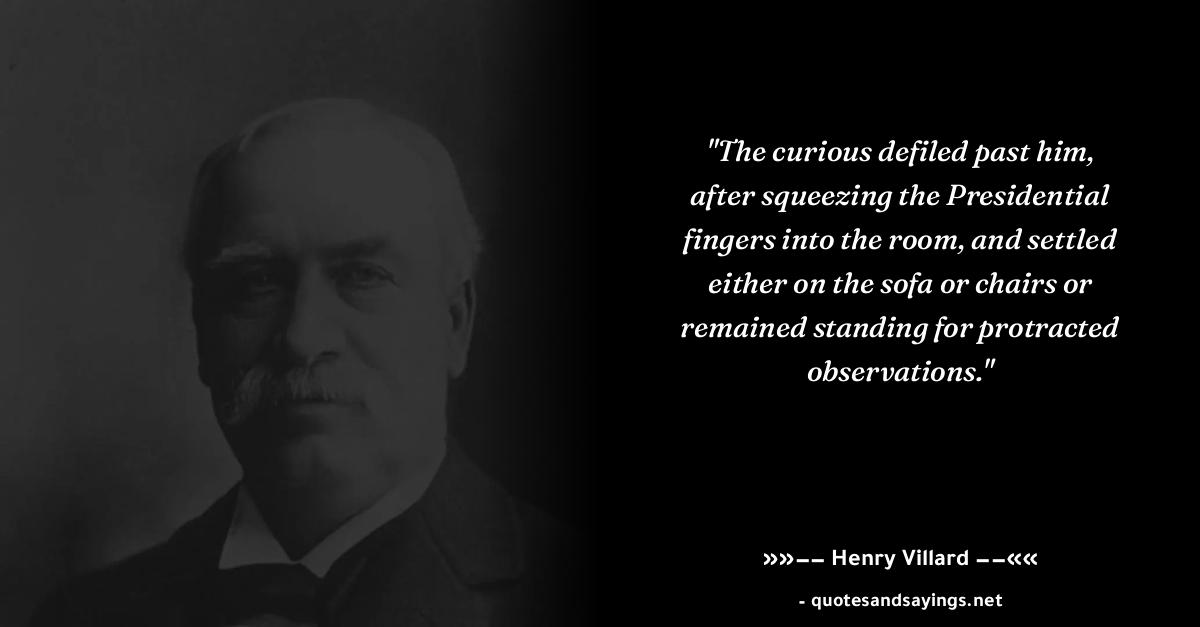 "The curious defiled past him,
after squeezing the Presidential
fingers into the room, and settled
either on the sofa or chairs or
remained standing for protracted
observations."
»»−− Henry Villard −−««
- quotesandsayings.net